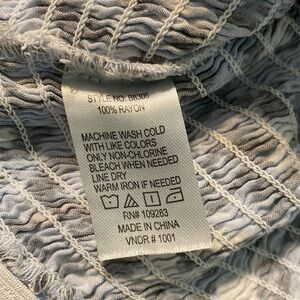 STYLE NO. B8300
100% RAYON
MACHINE WASH COLD
WITH LIKE COLORS
ONLY NON-CHLORINE
BLEACH WHEN NEEDED
LINE DRY
WARM IRON IF NEEDED
RN# 109283
MADE IN CHINA
VNDR # 1001